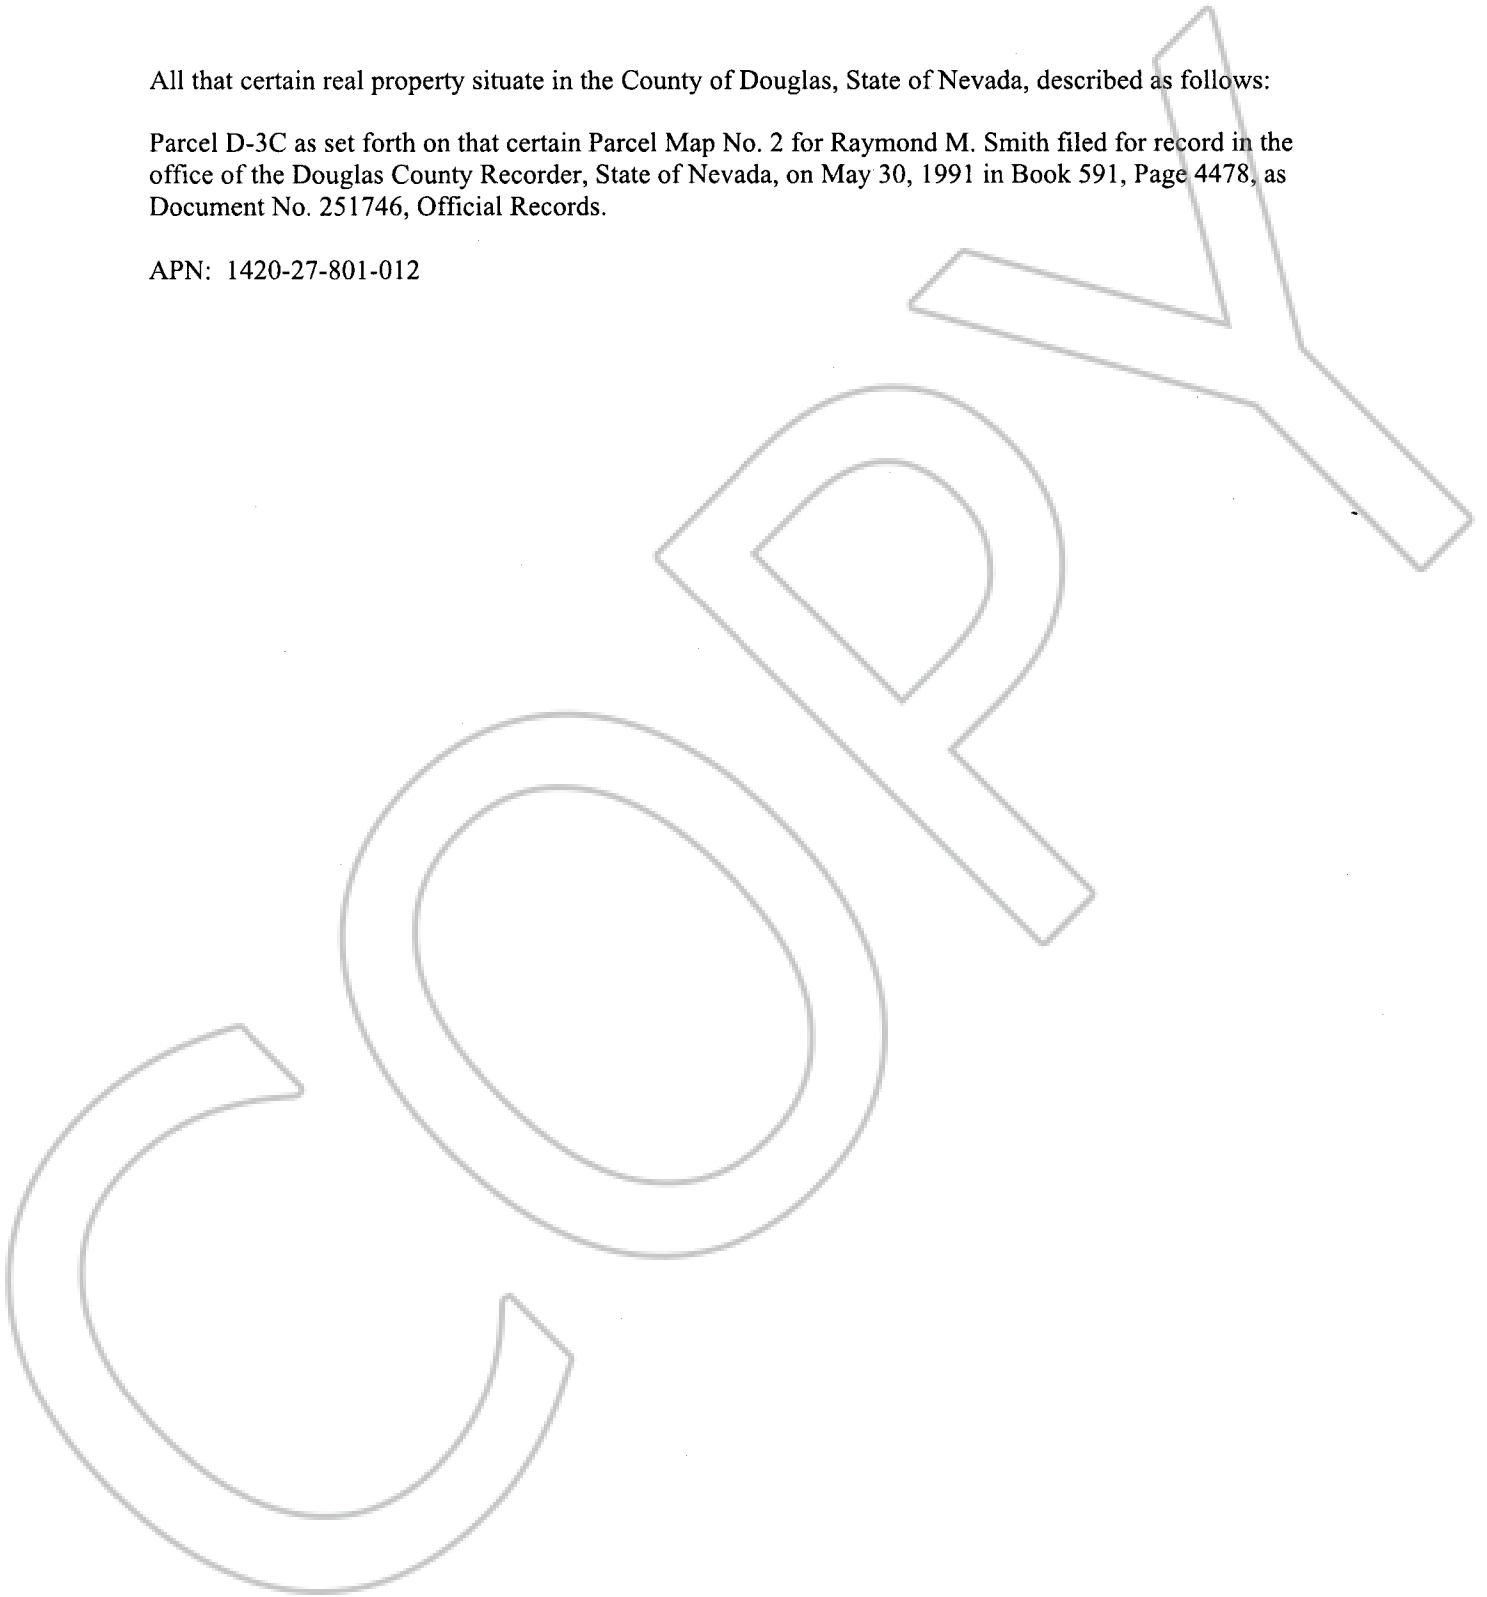 All that certain real property situate in the County of Douglas, State of Nevada, described as follows:
Parcel D-3C as set forth on that certain Parcel Map No. 2 for Raymond M. Smith filed for record in the
office of the Douglas County Recorder, State of Nevada, on May 30, 1991 in Book 591, Page 4478, as
Document No. 251746, Official Records.
APN: 1420-27-801-012
COPY